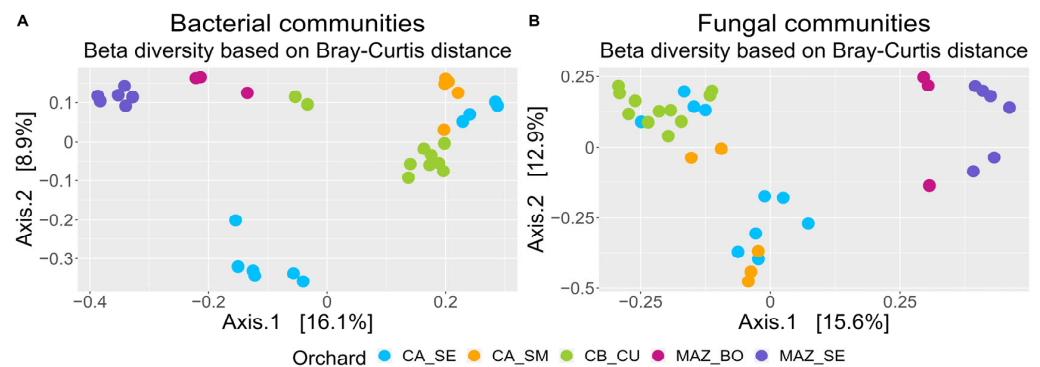 A Bacterial communities
Beta diversity based on Bray-Curtis distance
Axis.2 [8.9%]
0.1
0
−0.1
−0.2
−0.3
−0.4 −0.2 0 0.2
Axis.1 [16.1%]
B Fungal communities
Beta diversity based on Bray-Curtis distance
Axis.2 [12.9%]
0.25
0
−0.25
−0.5
−0.25 0 0.25
Axis.1 [15.6%]
Orchard CA_SE CA_SM CB_CU MAZ_BO MAZ_SE